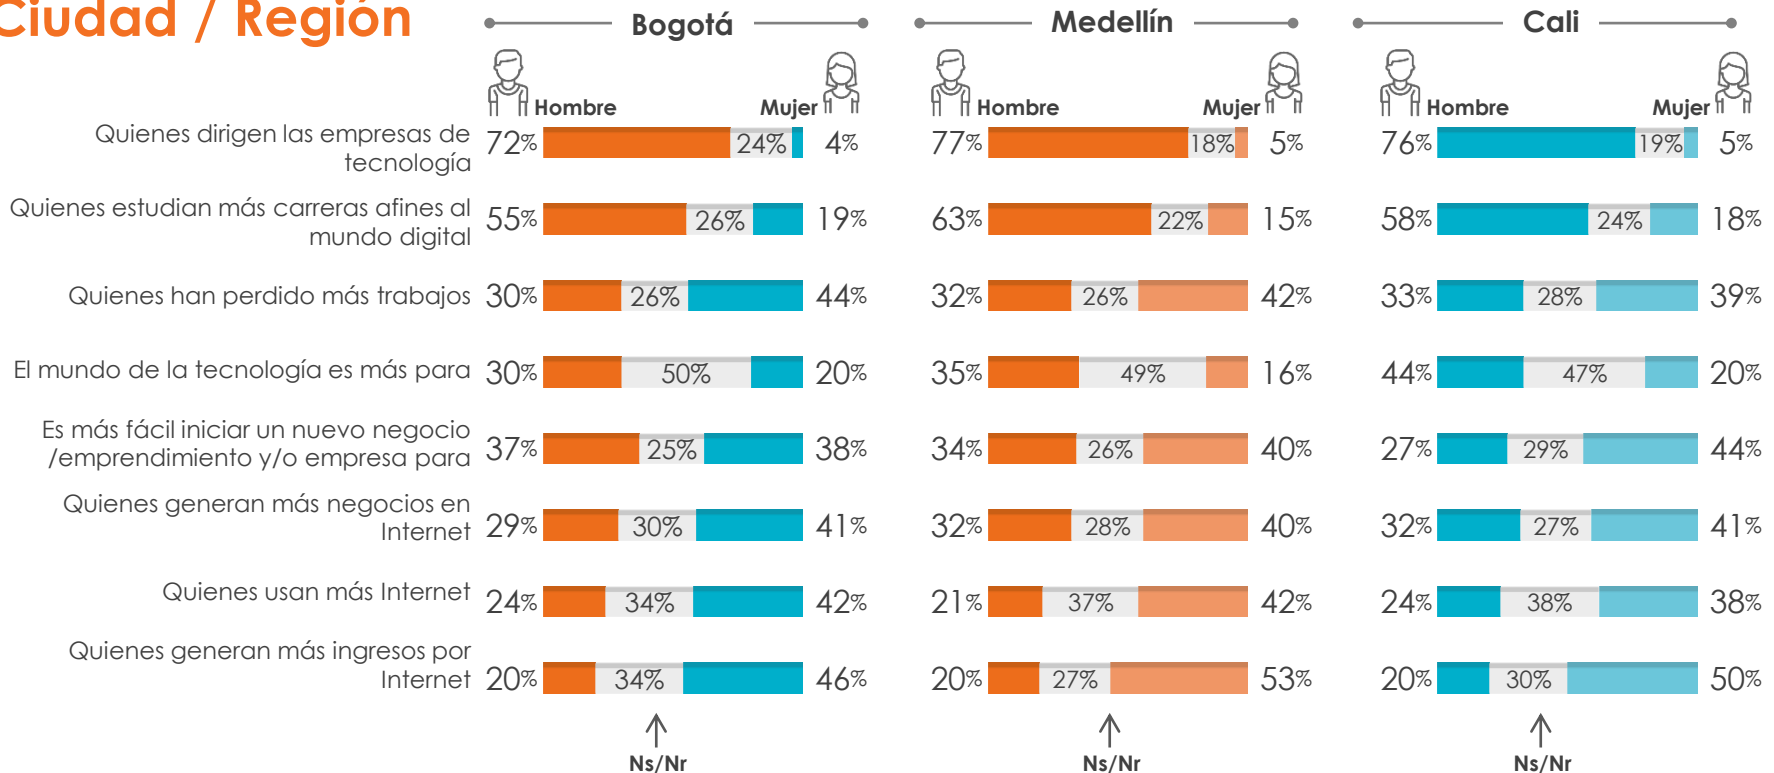 Ciudad / Región
Bogotá
Medellín
Cali
Hombre Mujer
Hombre Mujer
Hombre Mujer
Quienes dirigen las empresas de
tecnología
72% 24% 4%
77% 18% 5%
76% 19% 5%
Quienes estudian más carreras afines al
mundo digital
55% 26% 19%
63% 22% 15%
58% 24% 18%
Quienes han perdido más trabajos
30% 26% 44%
32% 26% 42%
33% 28% 39%
El mundo de la tecnología es más para
30% 50% 20%
35% 49% 16%
44% 47% 20%
Es más fácil iniciar un nuevo negocio
/emprendimiento y/o empresa para
37% 25% 38%
34% 26% 40%
27% 29% 44%
Quienes generan más negocios en
Internet
29% 30% 41%
32% 28% 40%
32% 27% 41%
Quienes usan más Internet
24% 34% 42%
21% 37% 42%
24% 38% 38%
Quienes generan más ingresos por
Internet
20% 34% 46%
20% 27% 53%
20% 30% 50%
Ns/Nr
Ns/Nr
Ns/Nr